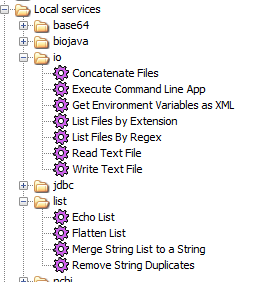 Local services
base64
biojava
io
Concatenate Files
Execute Command Line App
Get Environment Variables as XML
List Files by Extension
List Files By Regex
Read Text File
Write Text File
jdbc
list
Echo List
Flatten List
Merge String List to a String
Remove String Duplicates